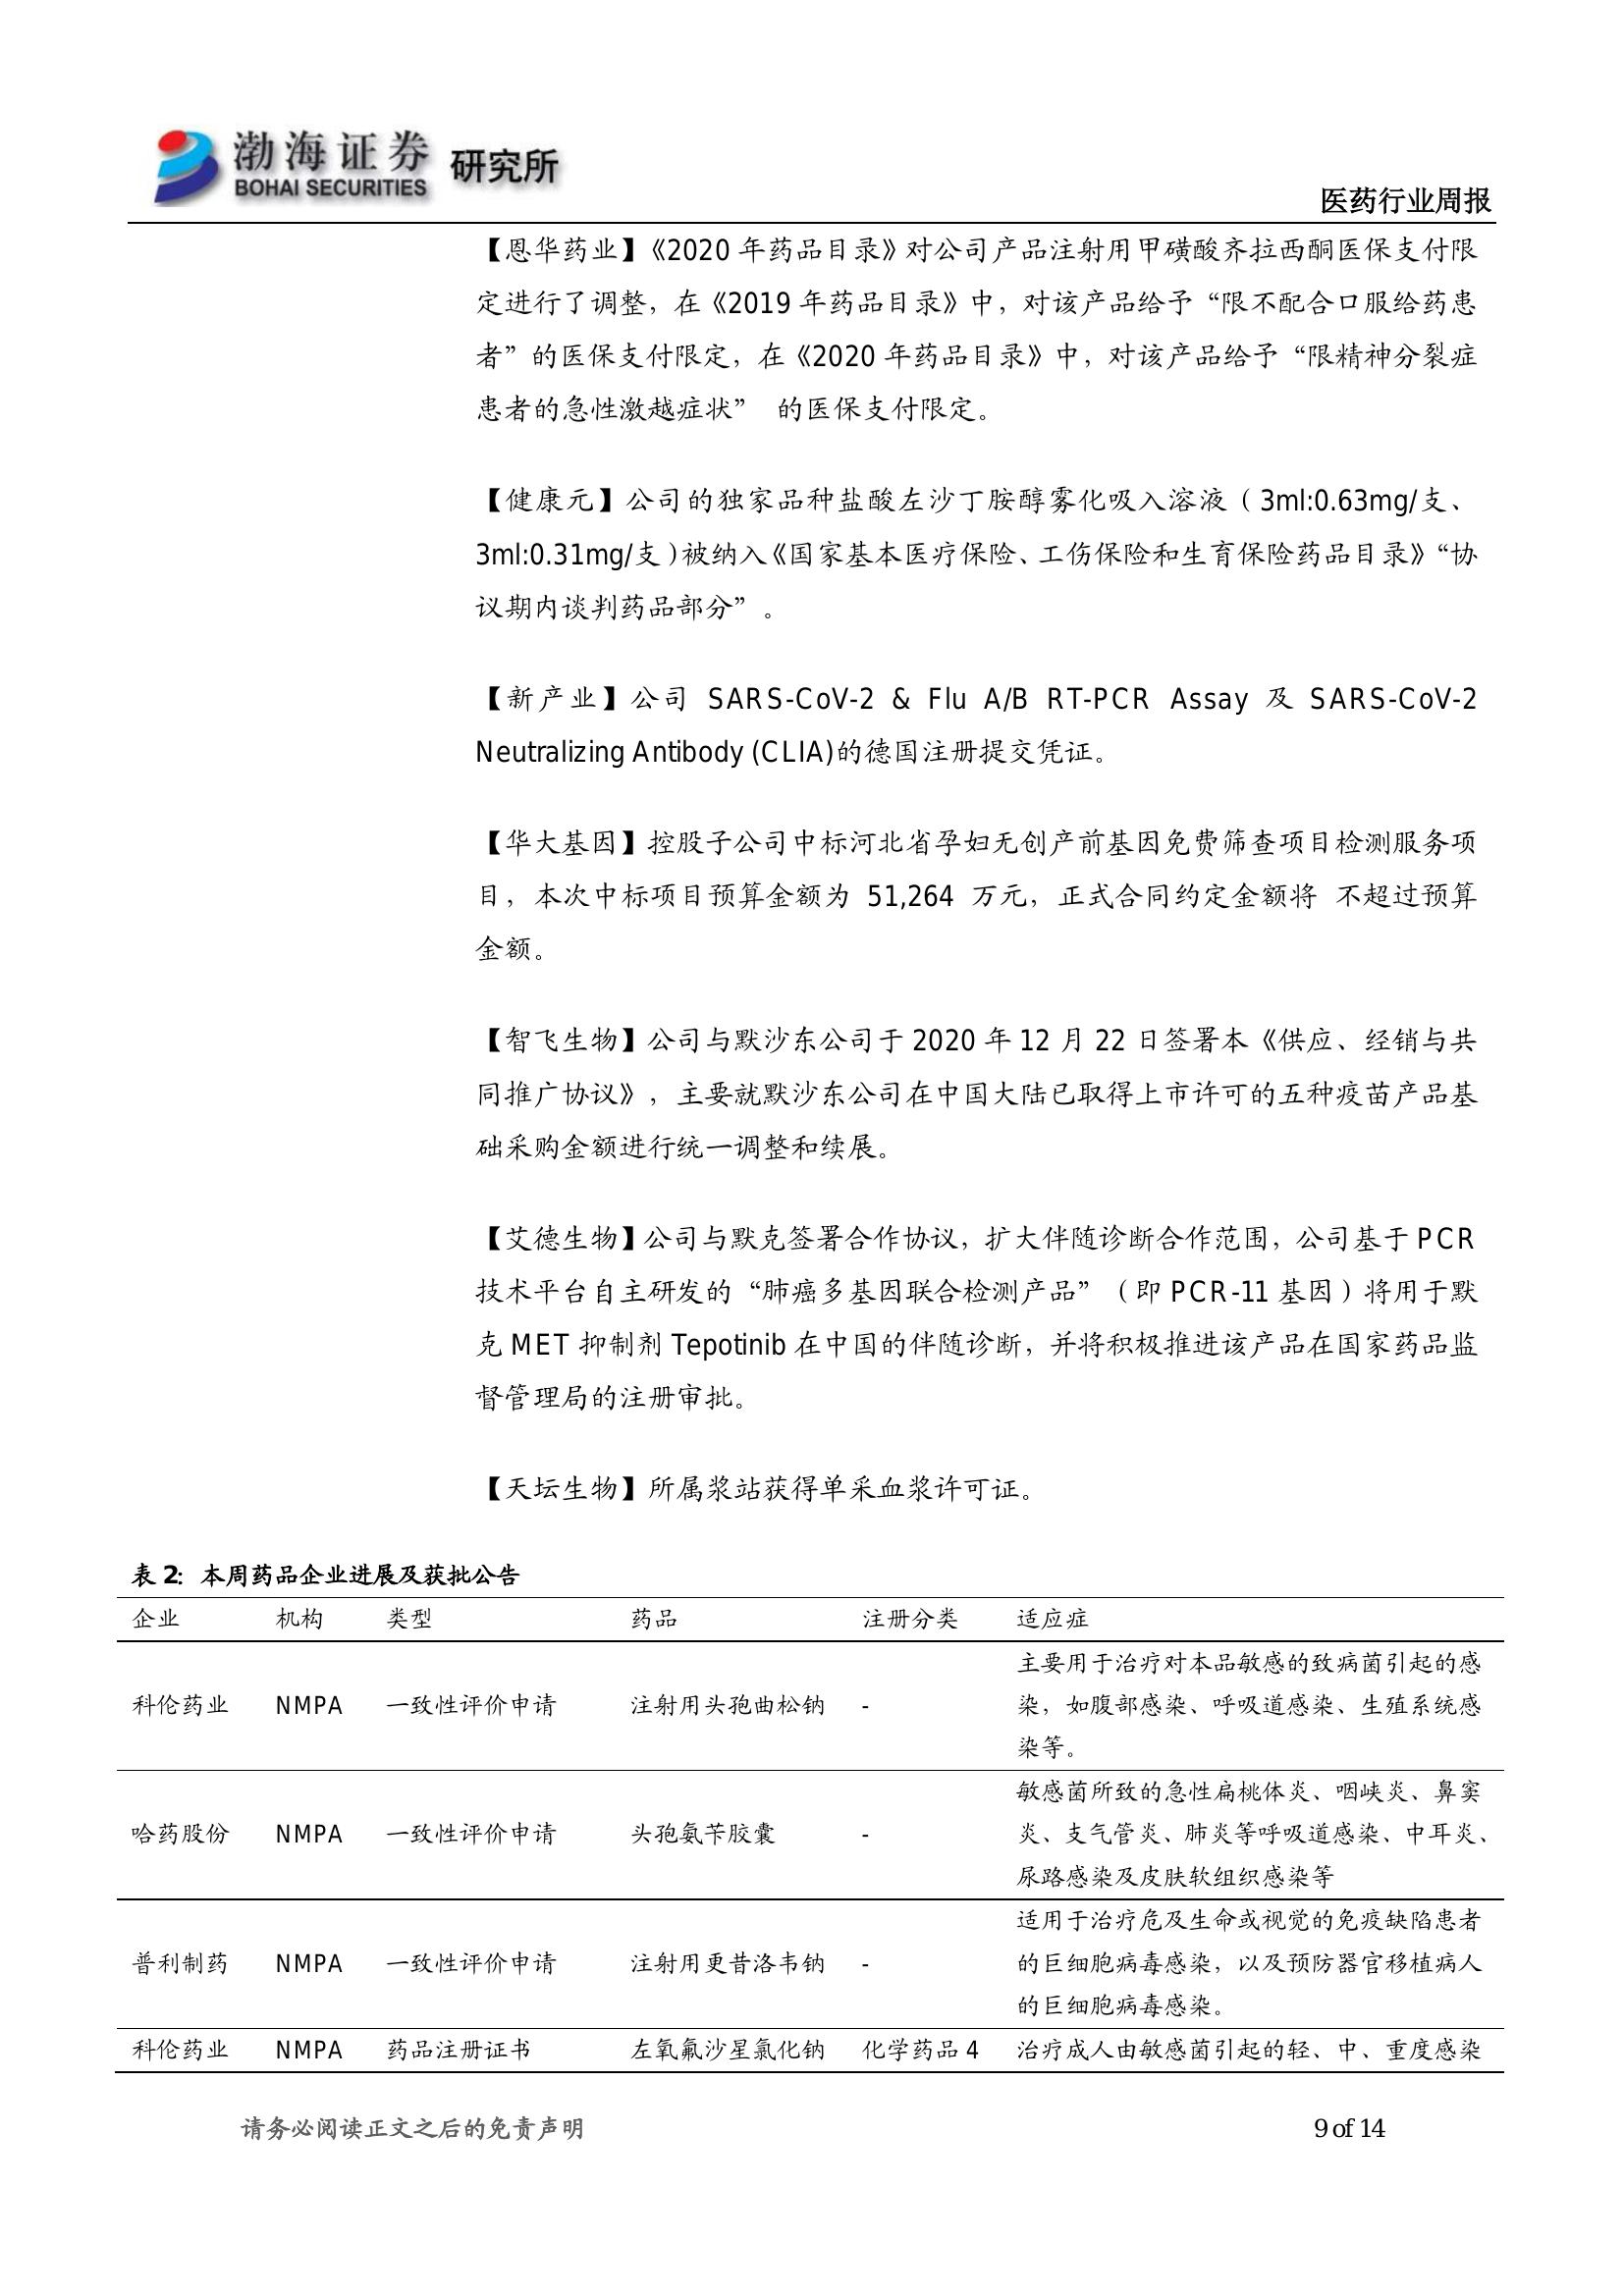 渤海证券 研究所
BOHAI SECURITIES
医药行业周报
【恩华药业】《2020 年药品目录》对公司产品注射用甲磺酸齐拉西酮医保支付限
定进行了调整，在《2019 年药品目录》中，对该产品给予“限不配合口服给药患
者”的医保支付限定，在《2020 年药品目录》中，对该产品给予“限精神分裂症
患者的急性激越症状” 的医保支付限定。
【健康元】公司的独家品种盐酸左沙丁胺醇雾化吸入溶液（3ml:0.63mg/支、
3ml:0.31mg/支）被纳入《国家基本医疗保险、工伤保险和生育保险药品目录》“协
议期内谈判药品部分”。
【新产业】公司 SARS-CoV-2 & Flu A/B RT-PCR Assay 及 SARS-CoV-2
Neutralizing Antibody (CLIA)的德国注册提交凭证。
【华大基因】控股子公司中标河北省孕妇无创产前基因免费筛查项目检测服务项
目，本次中标项目预算金额为 51,264 万元，正式合同约定金额将 不超过预算
金额。
【智飞生物】公司与默沙东公司于 2020 年 12 月 22 日签署本《供应、经销与共
同推广协议》，主要就默沙东公司在中国大陆已取得上市许可的五种疫苗产品基
础采购金额进行统一调整和续展。
【艾德生物】公司与默克签署合作协议，扩大伴随诊断合作范围，公司基于 PCR
技术平台自主研发的“肺癌多基因联合检测产品”（即 PCR-11 基因）将用于默
克 MET 抑制剂 Tepotinib 在中国的伴随诊断，并将积极推进该产品在国家药品监
督管理局的注册审批。
【天坛生物】所属浆站获得单采血浆许可证。
表 2：本周药品企业进展及获批公告
企业 机构 类型 药品 注册分类 适应症
主要用于治疗对本品敏感的致病菌引起的感
科伦药业 NMPA 一致性评价申请 注射用头孢曲松钠 - 染，如腹部感染、呼吸道感染、生殖系统感
染等。
敏感菌所致的急性扁桃体炎、咽峡炎、鼻窦
哈药股份 NMPA 一致性评价申请 头孢氨苄胶囊 - 炎、支气管炎、肺炎等呼吸道感染、中耳炎、
尿路感染及皮肤软组织感染等
适用于治疗危及生命或视觉的免疫缺陷患者
普利制药 NMPA 一致性评价申请 注射用更昔洛韦钠 - 的巨细胞病毒感染，以及预防器官移植病人
的巨细胞病毒感染。
科伦药业 NMPA 药品注册证书 左氧氟沙星氯化钠 化学药品 4 治疗成人由敏感菌引起的轻、中、重度感染
请务必阅读正文之后的免责声明 9 of 14